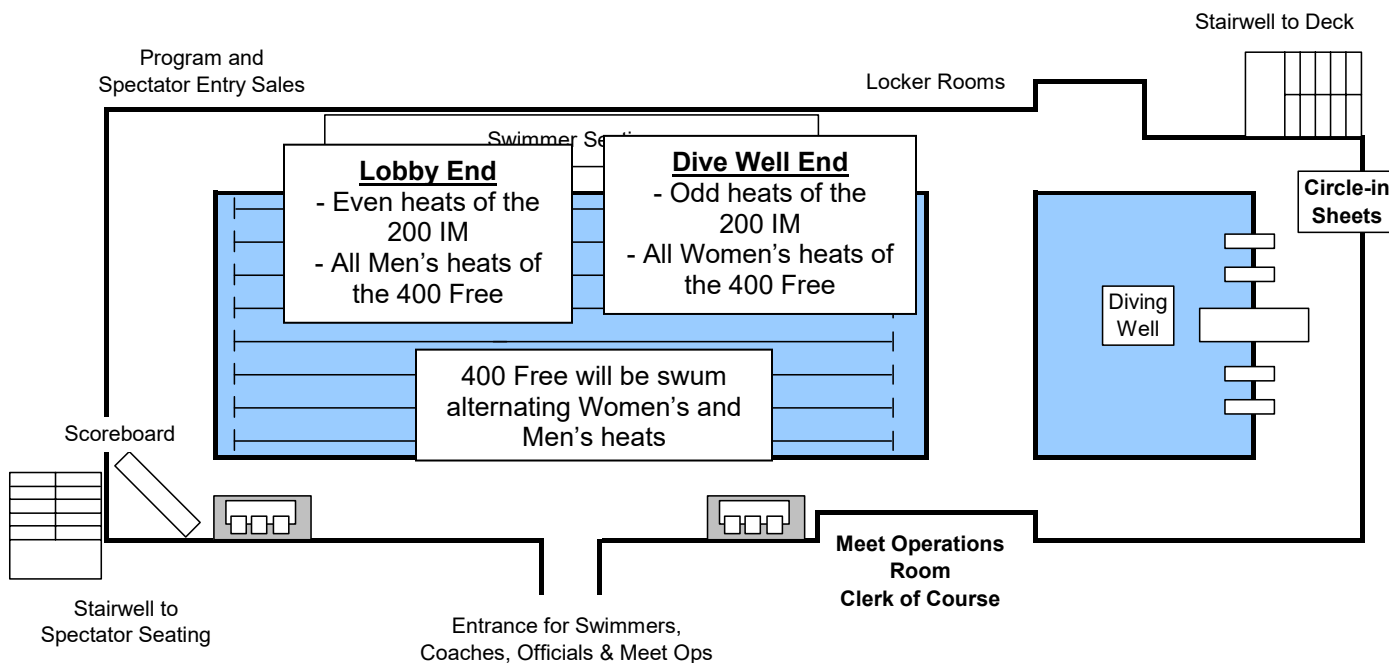 Stairwell to Deck
Program and
Spectator Entry Sales
Locker Rooms
Swimmer
Lobby End
- Even heats of the
200 IM
- All Men's heats of
the 400 Free
Dive Well End
- Odd heats of the
200 IM
- All Women's heats of
the 400 Free
Circle-in
Sheets
Diving
Well
400 Free will be swum
alternating Women's and
Men's heats
Scoreboard
Meet Operations
Room
Clerk of Course
Stairwell to
Spectator Seating
Entrance for Swimmers,
Coaches, Officials & Meet Ops